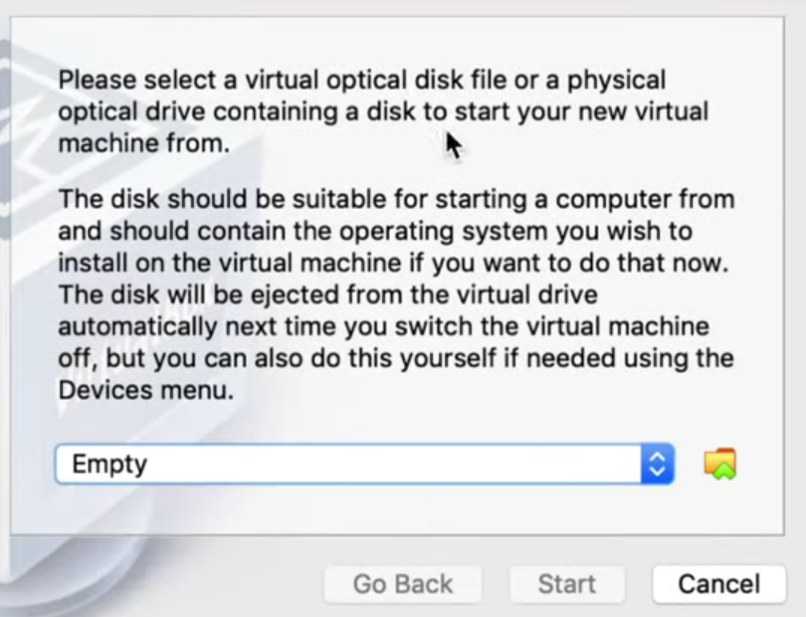 Please select a virtual optical disk file or a physical
optical drive containing a disk to start your new virtual
machine from.
The disk should be suitable for starting a computer from
and should contain the operating system you wish to
install on the virtual machine if you want to do that now.
The disk will be ejected from the virtual drive
automatically next time you switch the virtual machine
off, but you can also do this yourself if needed using the
Devices menu.
Empty
Go Back
Start
Cancel